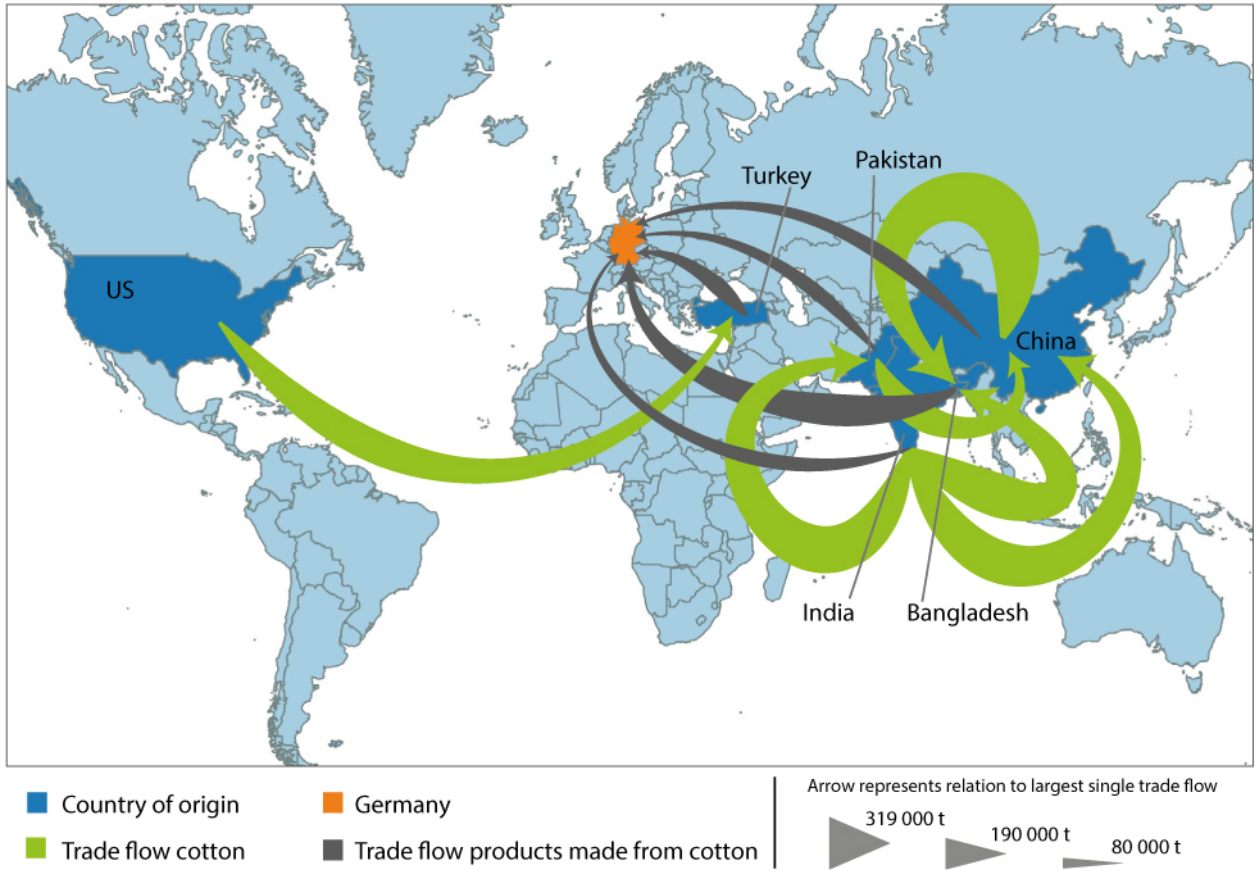 Pakistan
Turkey
US
China
India
Bangladesh
Country of origin
Germany
Trade flow cotton
Trade flow products made from cotton
Arrow represents relation to largest single trade flow
319 000 t
190 000 t
80 000 t